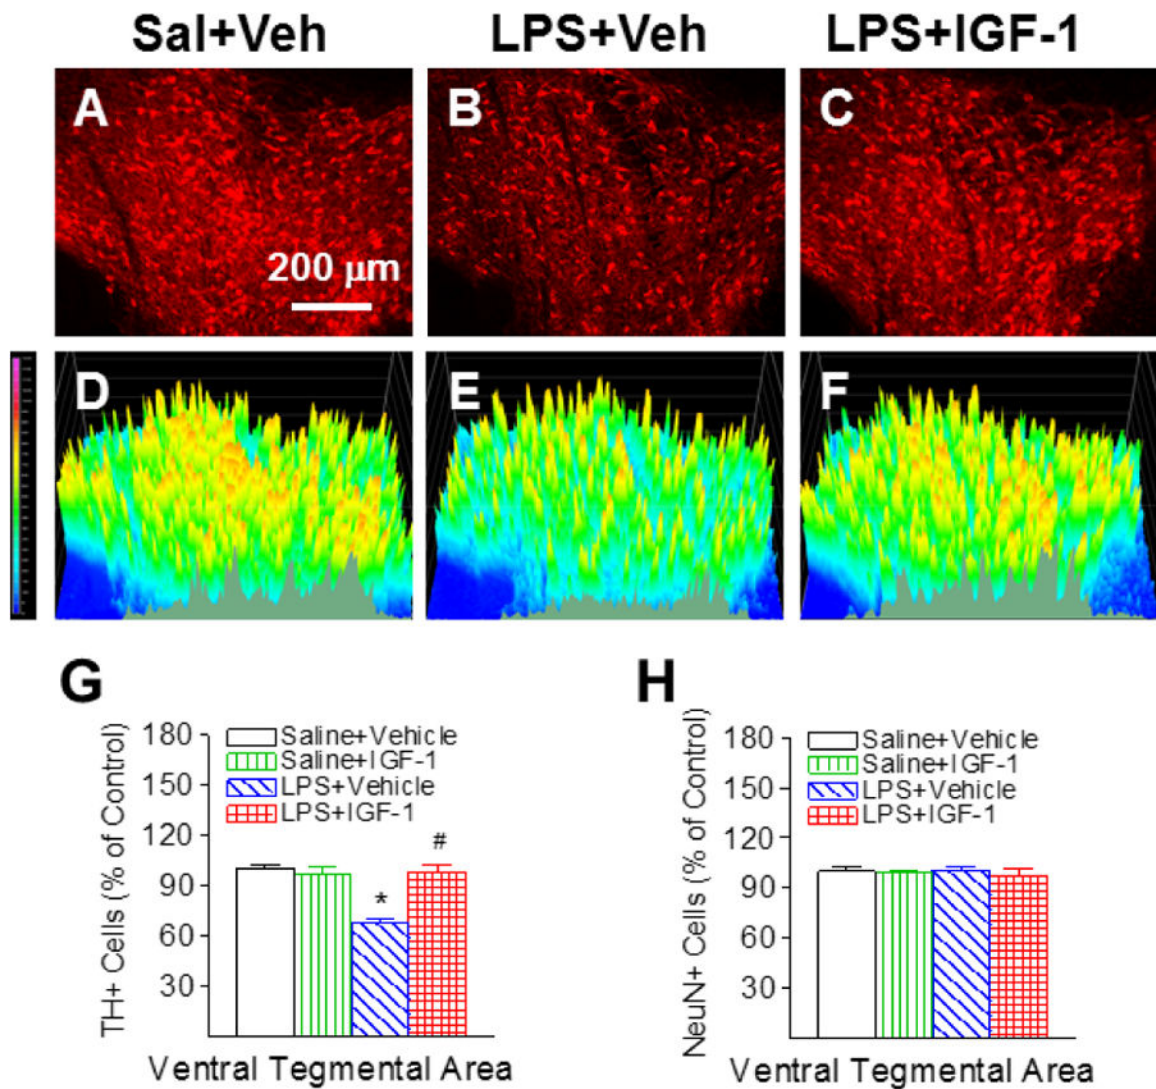 Sal+Veh LPS+Veh LPS+IGF-1
A B C
200 μm
D E F
G
TH+ Cells (% of Control)
180
150
120
90
60
30
Saline+Vehicle
Saline+IGF-1
LPS+Vehicle
LPS+IGF-1
*
#
Ventral Tegmental Area
H
NeuN+ Cells (% of Control)
180
150
120
90
60
30
Saline+Vehicle
Saline+IGF-1
LPS+Vehicle
LPS+IGF-1
Ventral Tegmental Area